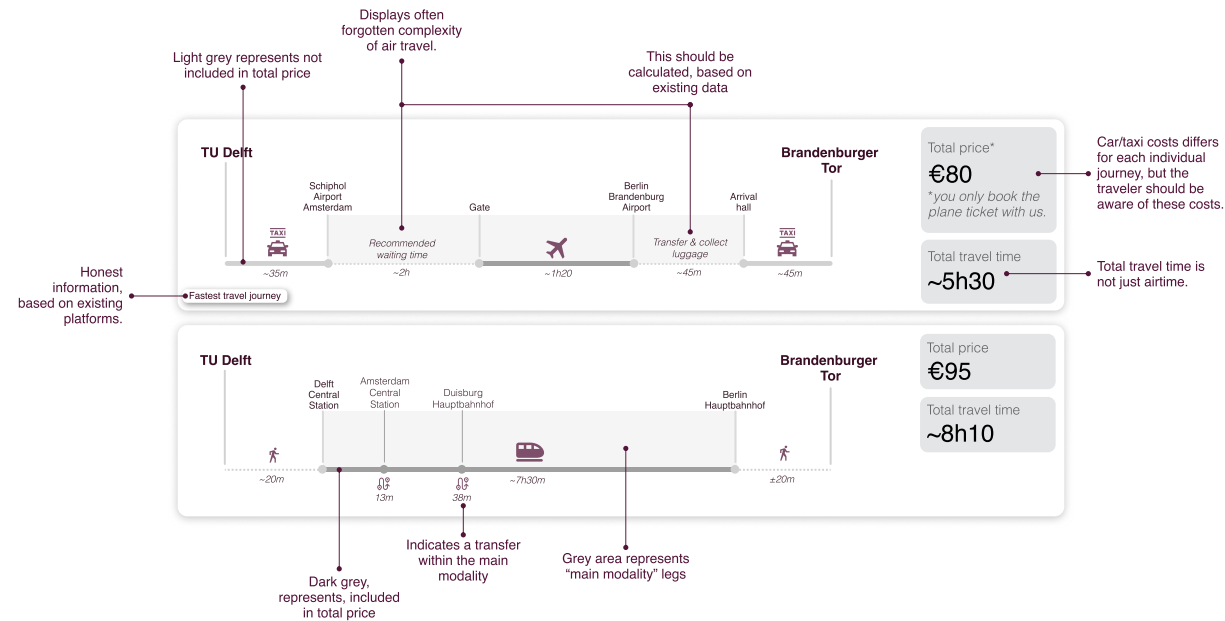 Displays often
forgotten complexity
of air travel.
Light grey represents not
included in total price
This should be
calculated, based on
existing data
TU Delft
Brandenburger
Tor
Schiphol
Airport
Amsterdam
Gate
Berlin
Brandenburg
Airport
Arrival
hall
TAXI
Recommended
waiting time
Transfer & collect
luggage
TAXI
~35m
~2h
~1h20
~45m
~45m
Fastest travel journey
Total price*
€80
*you only book the
plane ticket with us.
Total travel time
~5h30
Car/taxi costs differs
for each individual
journey, but the
traveler should be
aware of these costs.
Total travel time is
not just airtime.
Honest
information,
based on existing
platforms.
TU Delft
Brandenburger
Tor
Delft
Central
Station
Amsterdam
Central
Station
Duisburg
Hauptbahnhof
Berlin
Hauptbahnhof
~20m
13m
38m
~7h30m
±20m
Total price
€95
Total travel time
~8h10
Indicates a transfer
within the main
modality
Grey area represents
“main modality” legs
Dark grey,
represents, included
in total price